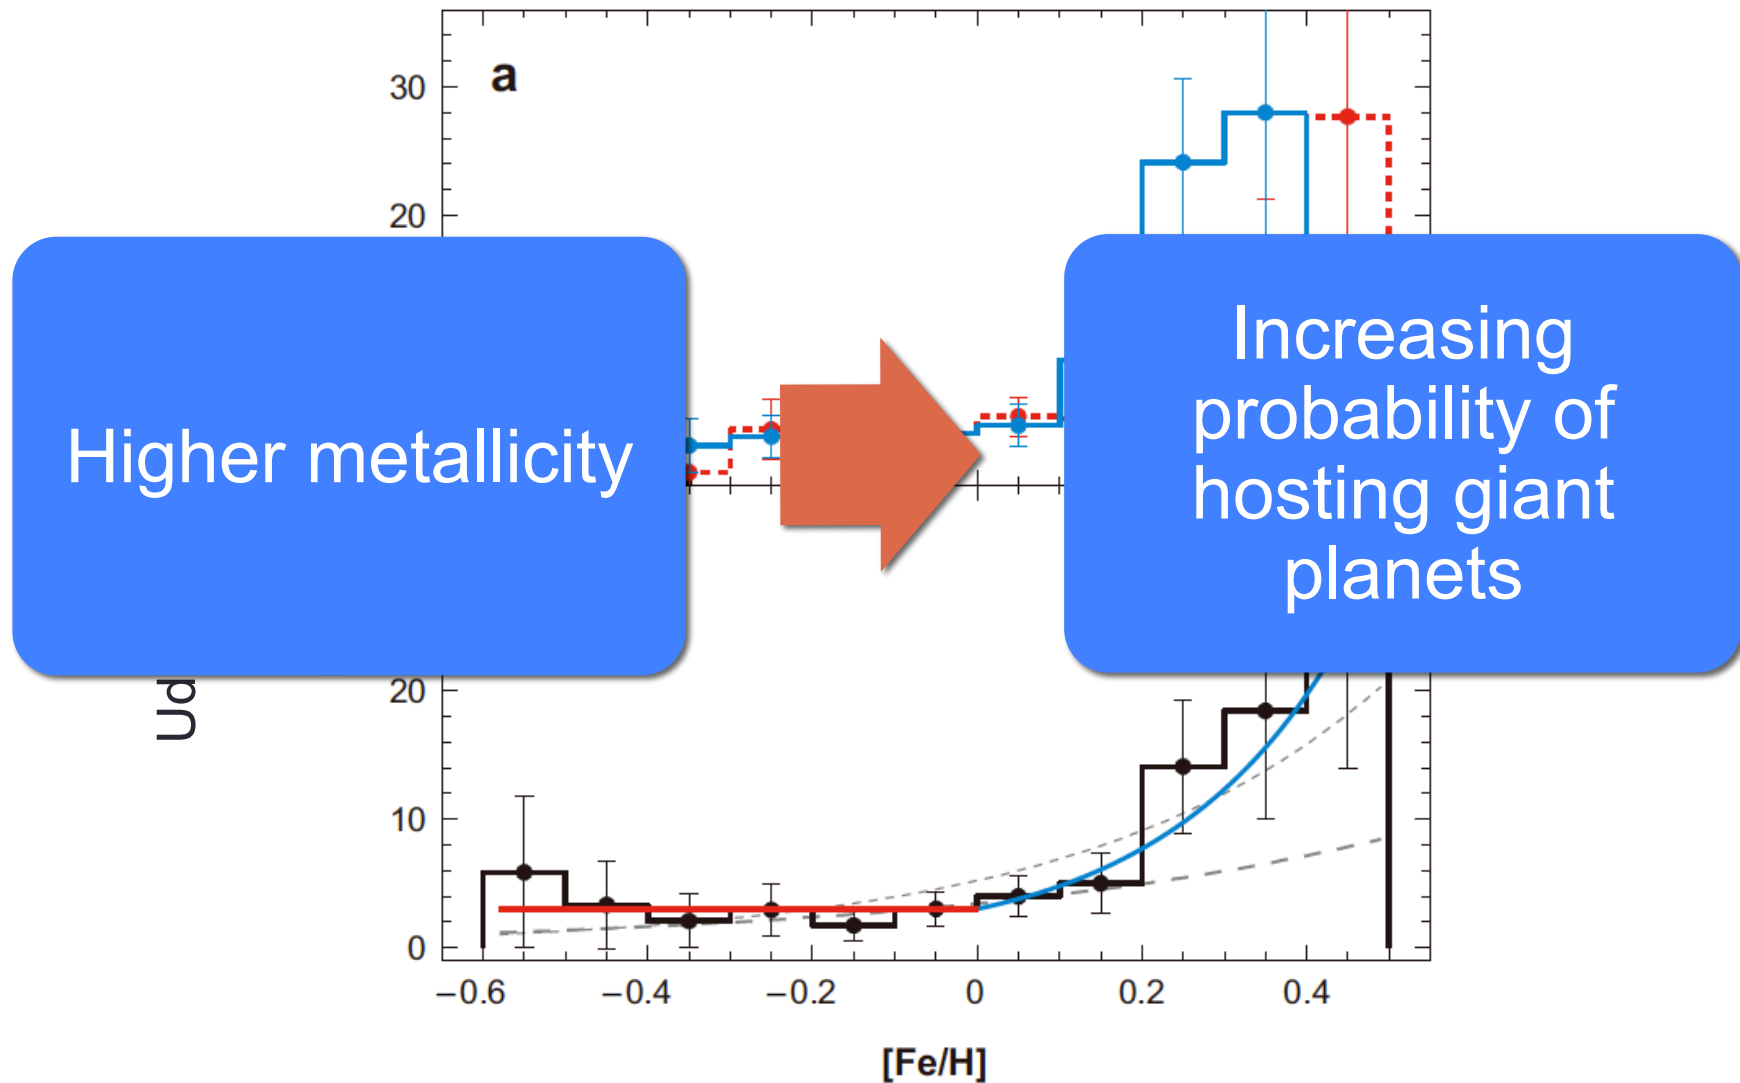 a
30
20
Higher metallicity
Increasing
probability of
hosting giant
planets
Ud
20
10
0
−0.6 −0.4 −0.2 0 0.2 0.4
[Fe/H]